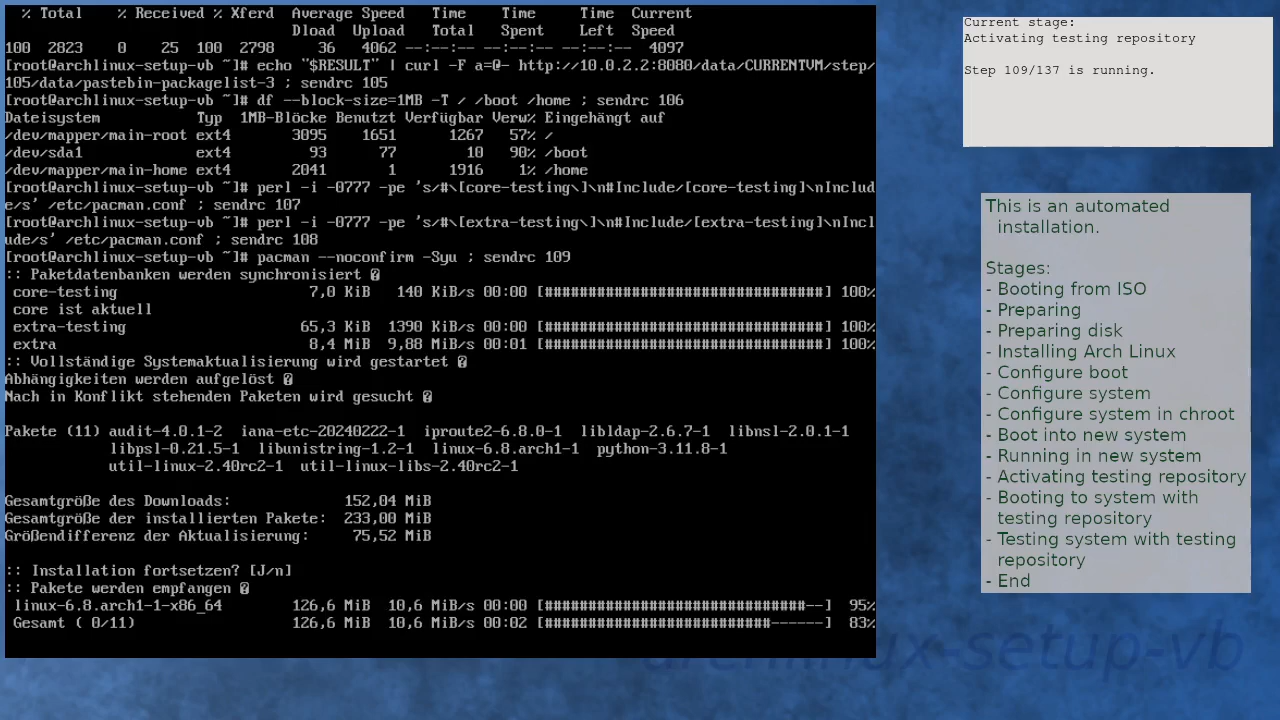 % Total    % Received % Xferd  Average Speed   Time    Time     Time  Current
                                 Dload  Upload   Total   Spent    Left  Speed
100  2823    0    25  100  2798     36   4062 --:--:-- --:--:-- --:--:--  4097
[root@archlinux-setup-vb ~]# echo "$RESULT" | curl -F a=@- http://10.0.2.2:8080/data/CURRENTVM/step/
105/data/pastebin-packagelist-3 ; sendrc 105
[root@archlinux-setup-vb ~]# df --block-size=1MB -T / /boot /home ; sendrc 106
Dateisystem           Typ  1MB-Blöcke Benutzt Verfügbar Verw% Eingehängt auf
/dev/mapper/main-root ext4       3095    1651      1267   57% /
/dev/sda1             ext4         93      77        10   90% /boot
/dev/mapper/main-home ext4       2041       1      1916    1% /home
[root@archlinux-setup-vb ~]# perl -i -0777 -pe 's/#\[core-testing\]\n#Include/[core-testing]\nInclud
e/s' /etc/pacman.conf ; sendrc 107
[root@archlinux-setup-vb ~]# perl -i -0777 -pe 's/#\[extra-testing\]\n#Include/[extra-testing]\nIncl
ude/s' /etc/pacman.conf ; sendrc 108
[root@archlinux-setup-vb ~]# pacman --noconfirm -Syu ; sendrc 109
:: Paketdatenbanken werden synchronisiert �
 core-testing                      7,0 KiB   140 KiB/s 00:00 [################################] 100%
 core ist aktuell
 extra-testing                    65,3 KiB  1390 KiB/s 00:00 [################################] 100%
 extra                             8,4 MiB  9,88 MiB/s 00:01 [################################] 100%
:: Vollständige Systemaktualisierung wird gestartet �
Abhängigkeiten werden aufgelöst �
Nach in Konflikt stehenden Paketen wird gesucht �
Pakete (11) audit-4.0.1-2  iana-etc-20240222-1  iproute2-6.8.0-1  libldap-2.6.7-1  libnsl-2.0.1-1
            libpsl-0.21.5-1  libunistring-1.2-1  linux-6.8.arch1-1  python-3.11.8-1
            util-linux-2.40rc2-1  util-linux-libs-2.40rc2-1
Gesamtgröße des Downloads:             152,04 MiB
Gesamtgröße der installierten Pakete:  233,00 MiB
Größendifferenz der Aktualisierung:     75,52 MiB
:: Installation fortsetzen? [J/n]
:: Pakete werden empfangen �
 linux-6.8.arch1-1-x86_64        126,6 MiB  10,6 MiB/s 00:00 [##############################--]  95%
 Gesamt ( 0/11)                  126,6 MiB  10,6 MiB/s 00:02 [##########################------]  83%
Current stage:
Activating testing repository
Step 109/137 is running.
This is an automated
installation.
Stages:
- Booting from ISO
- Preparing
- Preparing disk
- Installing Arch Linux
- Configure boot
- Configure system
- Configure system in chroot
- Boot into new system
- Running in new system
- Activating testing repository
- Booting to system with
testing repository
- Testing system with testing
repository
- End
archlinux-setup-vb